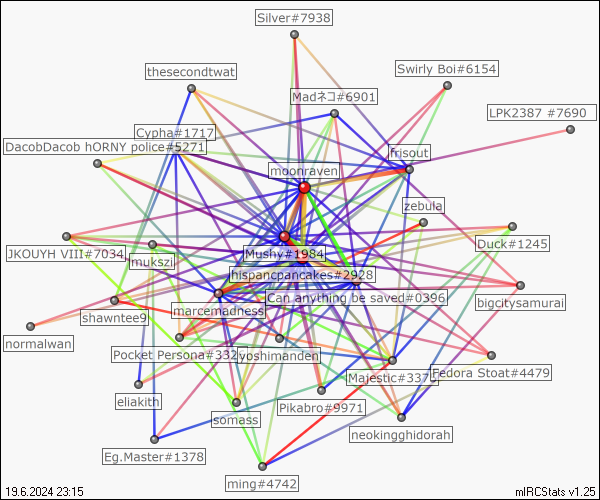 Silver#7938
thesecondtwat
Swirly Boi#6154
Madネコ#6901
LPK2387 #7690
Cypha#1717
DacobDacob hORNY police#5271
frisout
moonraven
zebula
Duck#1245
JKOUYH VIII#7034
Mushy#1984
mukszi
hispancpancakes#2928
Can anything be saved#0396
bigcitysamurai
marcemadness
shawntee9
normalwan
Pocket Persona#332
yoshimanden
Majestic#337
Fedora Stoat#4479
eliakith
somass
Pikabro#9971
neokingghidorah
Eg.Master#1378
ming#4742
19.6.2024 23:15
mIRCStats v1.25